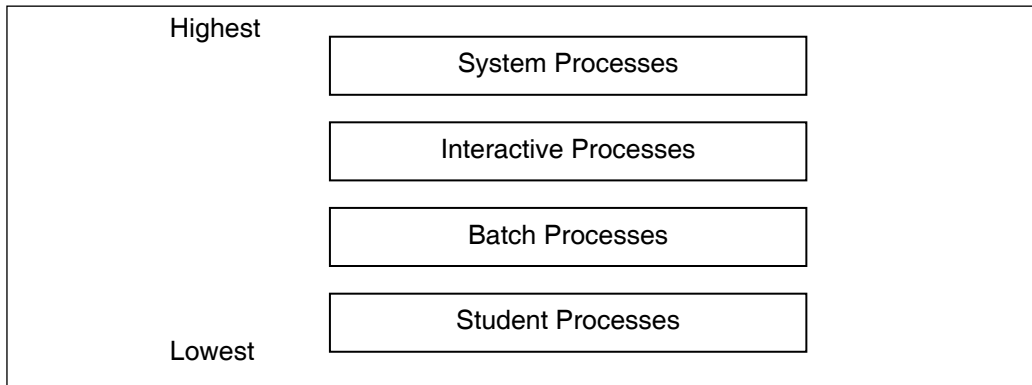 Highest
System Processes
Interactive Processes
Batch Processes
Student Processes
Lowest